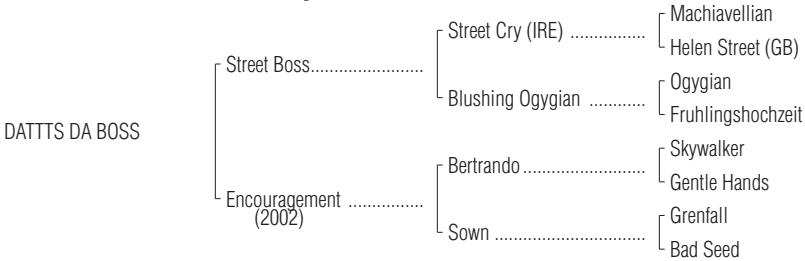 Machiavellian
Street Cry (IRE) ................
Helen Street (GB)
Street Boss........................
Ogygian
Blushing Ogygian ............
Fruhlingshochzeit
DATTTS DA BOSS
Skywalker
Bertrando..........................
Gentle Hands
Encouragement ................
(2002)
Grenfall
Sown ................................
Bad Seed